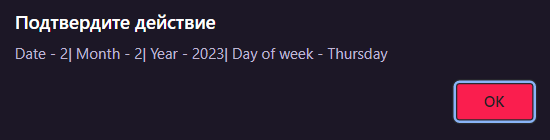 Подтвердите действие
Date - 2| Month - 2| Year - 2023| Day of week - Thursday
OK